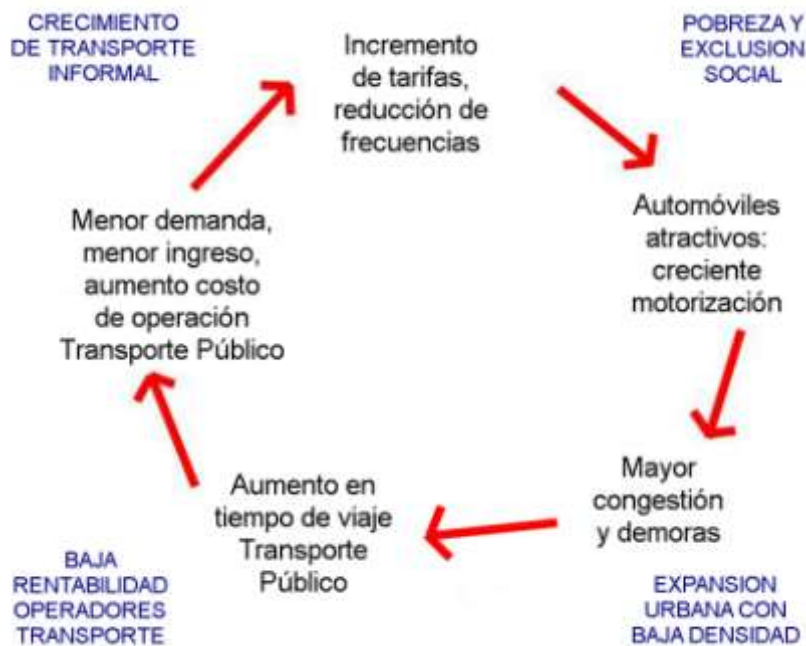 CRECIMIENTO
DE TRANSPORTE
INFORMAL
Incremento
de tarifas,
reducción de
frecuencias
POBREZA Y
EXCLUSION
SOCIAL
Automóviles
atractivos:
creciente
motorización
Mayor
congestión
y demoras
EXPANSION
URBANA CON
BAJA DENSIDAD
Aumento en
tiempo de viaje
Transporte
Público
BAJA
RENTABILIDAD
OPERADORES
TRANSPORTE
Menor demanda,
menor ingreso,
aumento costo
de operación
Transporte Público